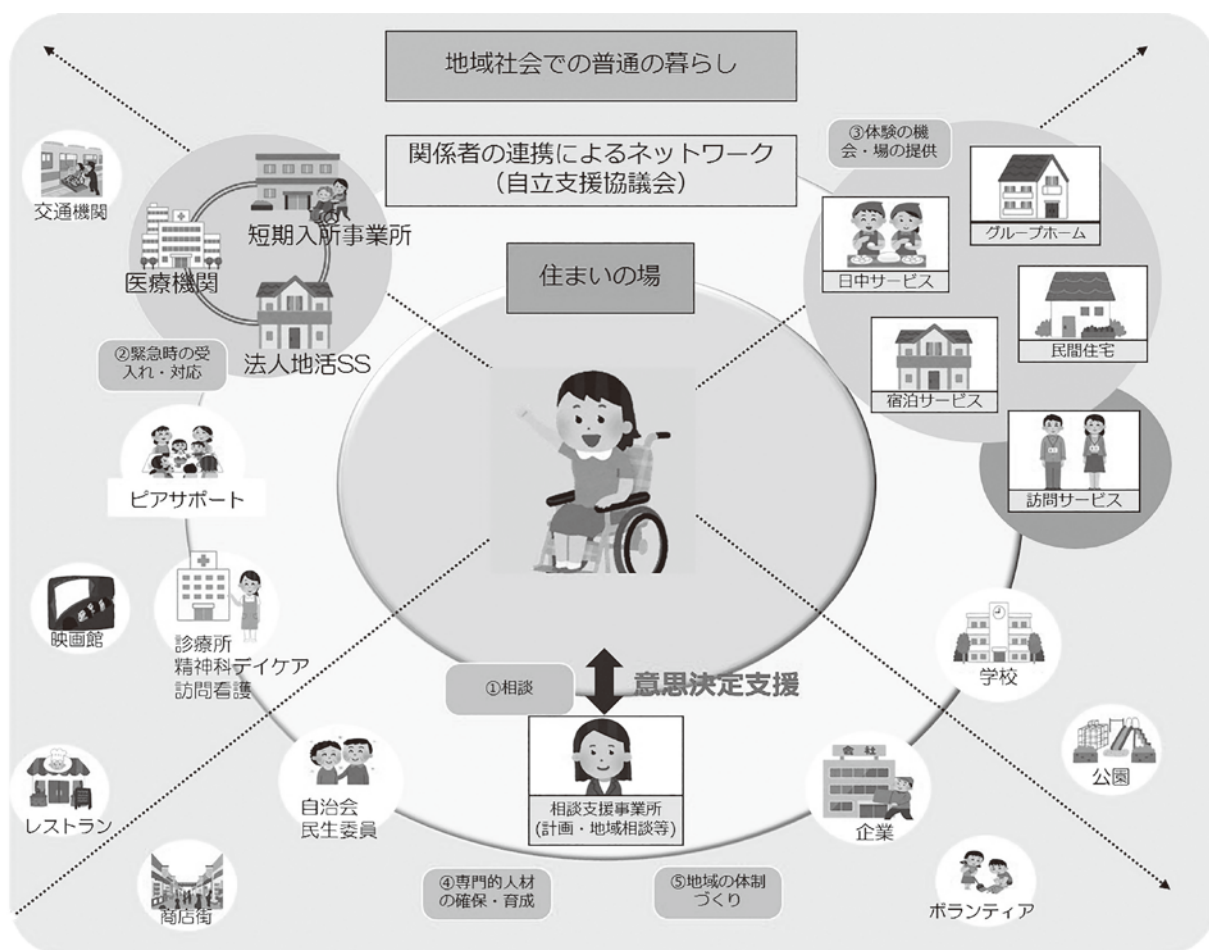 地域社会での普通の暮らし
関係者の連携によるネットワーク
（自立支援協議会）
住まいの場
交通機関
短期入所事業所
医療機関
法人地活SS
②緊急時の受
入れ・対応
③体験の機
会・場の提供
グループホーム
日中サービス
民間住宅
宿泊サービス
訪問サービス
ピアサポート
映画館
診療所
精神科デイケア
訪問看護
①相談
意思決定支援
学校
公園
レストラン
自治会
民生委員
相談支援事業所
(計画・地域相談等)
会社
企業
商店街
④専門的人材
の確保・育成
⑤地域の体制
づくり
ボランティア